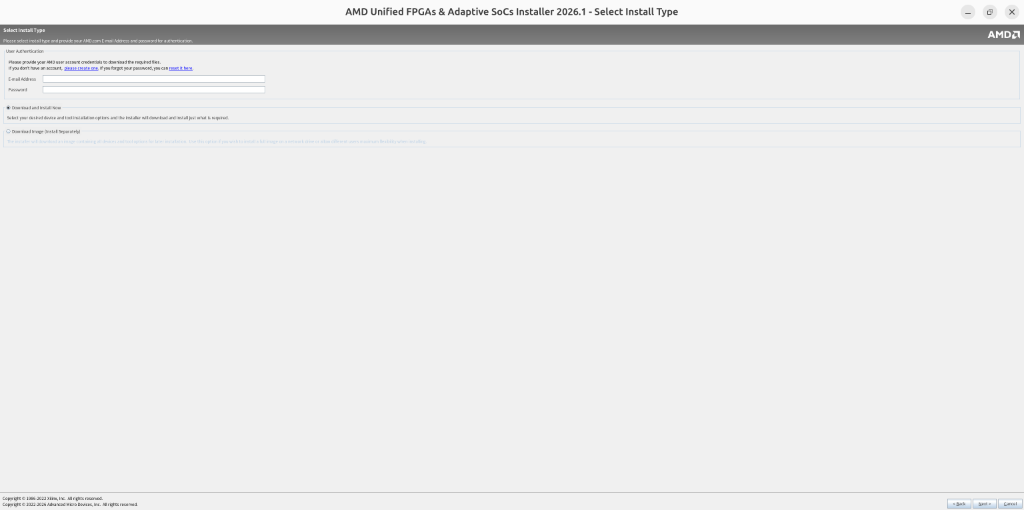 AMD Unified FPGAs & Adaptive SoCs Installer 2026.1 - Select Install Type
Select Install Type
Please select install type and provide your AMD.com E-mail Address and password for authentication.
AMD
User Authentication
Please provide your AMD user account credentials to download the required files.
If you don't have an account, please create one. If you forgot your password, you can reset it here.
E-mail Address
Password
Download and Install Now
Select your desired device and tool installation options and the installer will download and install just what is required.
Download Image (Install Separately)
Copyright © 1986-2022 Xilinx, Inc. All rights reserved.
Copyright © 2022-2026 Advanced Micro Devices, Inc. All rights reserved.
< Back
Next >
Cancel